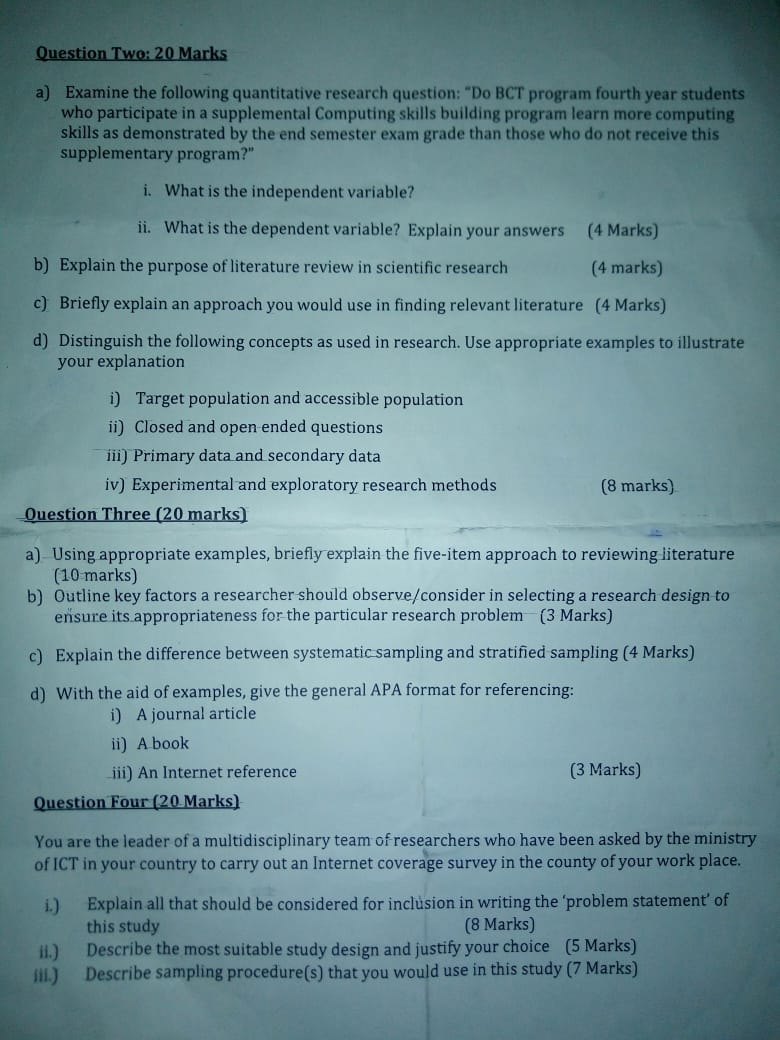 Question Two: 20 Marks
a) Examine the following quantitative research question: "Do BCT program fourth year students
who participate in a supplemental Computing skills building program learn more computing
skills as demonstrated by the end semester exam grade than those who do not receive this
supplementary program?"
i. What is the independent variable?
ii. What is the dependent variable? Explain your answers (4 Marks)
b) Explain the purpose of literature review in scientific research (4 marks)
c) Briefly explain an approach you would use in finding relevant literature (4 Marks)
d) Distinguish the following concepts as used in research. Use appropriate examples to illustrate
your explanation
i) Target population and accessible population
ii) Closed and open ended questions
iii) Primary data and secondary data
iv) Experimental and exploratory research methods (8 marks)
Question Three (20 marks)
a) Using appropriate examples, briefly explain the five-item approach to reviewing literature
(10 marks)
b) Outline key factors a researcher should observe/consider in selecting a research design to
ensure its appropriateness for the particular research problem (3 Marks)
c) Explain the difference between systematic sampling and stratified sampling (4 Marks)
d) With the aid of examples, give the general APA format for referencing:
i) A journal article
ii) A book
iii) An Internet reference (3 Marks)
Question Four (20 Marks)
You are the leader of a multidisciplinary team of researchers who have been asked by the ministry
of ICT in your country to carry out an Internet coverage survey in the county of your work place.
i.) Explain all that should be considered for inclusion in writing the 'problem statement' of
this study (8 Marks)
ii.) Describe the most suitable study design and justify your choice (5 Marks)
iii.) Describe sampling procedure(s) that you would use in this study (7 Marks)